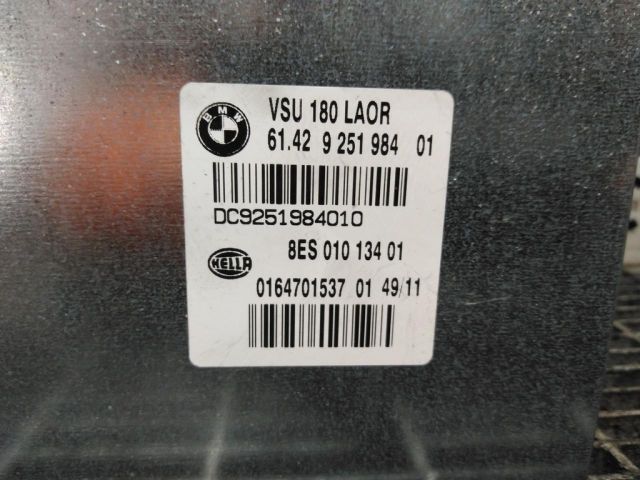 BMW
VSU 180 LAOR
61.42 9 251 984 01
DC9251984010
8ES 010 134 01
HELLA
0164701537 01 49/11